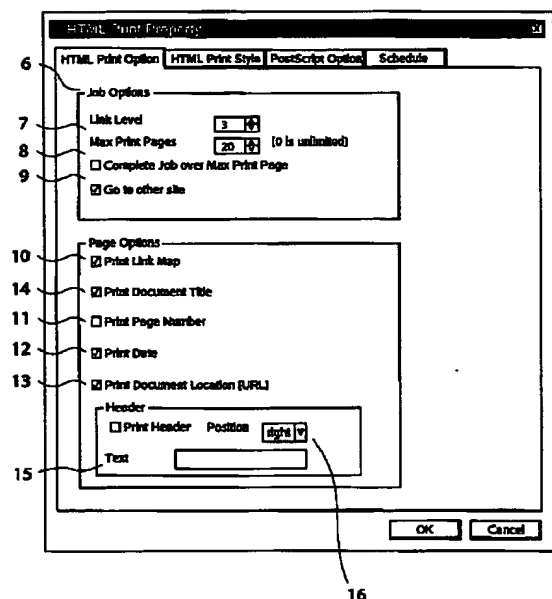 HTML Print Property
HTML Print Option HTML Print Style PostScript Option Schedule
6
Job Options
7 Link Level 3
8 Max Print Pages 20 [0 is unlimited]
Complete Job over Max Print Page
9 Go to other site
Page Options
10 Print Link Map
14 Print Document Title
11 Print Page Number
12 Print Date
13 Print Document Location [URL]
Header
Print Header Position right
15 Text
OK Cancel
16